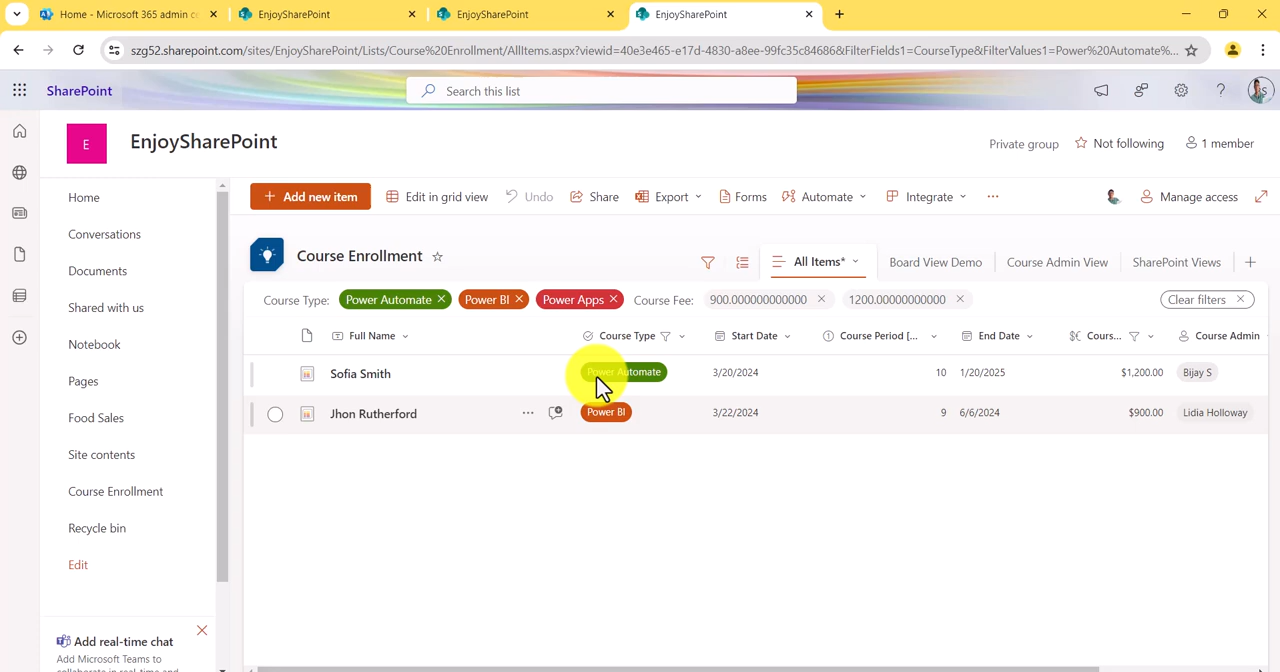 Home - Microsoft 365 admin ce
EnjoySharePoint
EnjoySharePoint
EnjoySharePoint
szg52.sharepoint.com/sites/EnjoySharePoint/Lists/Course%20Enrollment/AllItems.aspx?viewid=40e3e465-e17d-4830-a8ee-99fc35c84686&FilterFields1=CourseType&FilterValues1=Power%20Automate%...
SharePoint
Search this list
E
EnjoySharePoint
Private group
Not following
1 member
Home
Conversations
Documents
Shared with us
Notebook
Pages
Food Sales
Site contents
Course Enrollment
Recycle bin
Edit
Add real-time chat
Add Microsoft Teams to
collaborate in real-time and
+ Add new item
Edit in grid view
Undo
Share
Export
Forms
Automate
Integrate
...
Manage access
Course Enrollment
All Items*
Board View Demo
Course Admin View
SharePoint Views
Course Type: Power Automate Power BI Power Apps Course Fee: 900.000000000000 1200.00000000000 Clear filters
Full Name Course Type Start Date Course Period [... End Date Cours... Course Admin
Sofia Smith Power Automate 3/20/2024 10 1/20/2025 $1,200.00 Bijay S
Jhon Rutherford Power BI 3/22/2024 9 6/6/2024 $900.00 Lidia Holloway